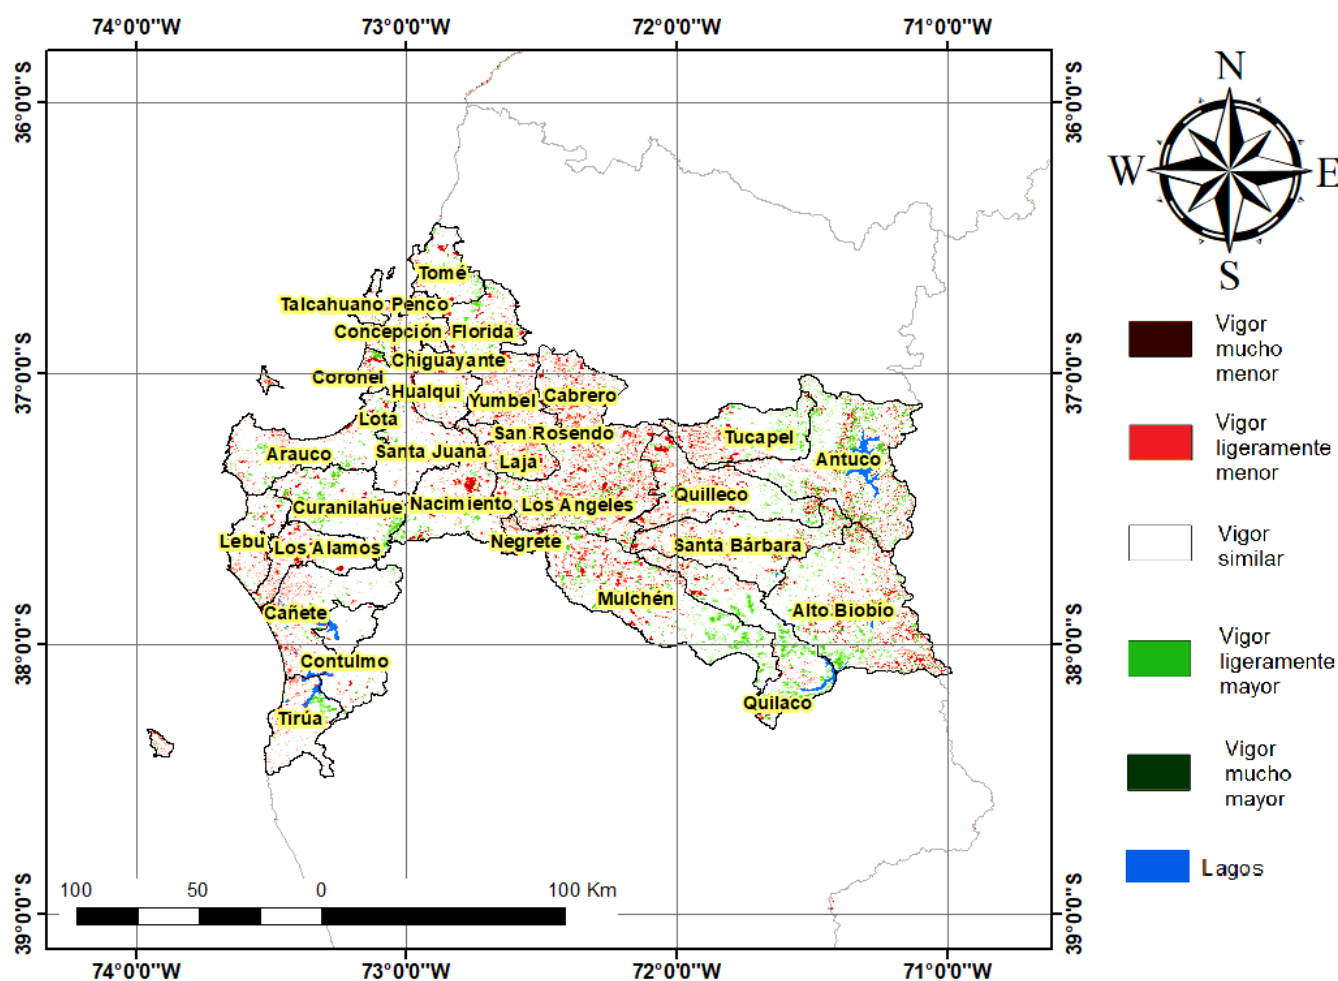 74°0'0"W 73°0'0"W 72°0'0"W 71°0'0"W
36°0'0"S 36°0'0"S
37°0'0"S 37°0'0"S
38°0'0"S 38°0'0"S
39°0'0"S 39°0'0"S
N
W E
S
Tomé
Talcahuano Penco
Concepción Florida
Chiguayante
Coronel
Hualqui
Yumbel Cabrero
Lota
San Rosendo
Tucapel
Arauco
Santa Juana
Laja
Antuco
Quilleco
Curanilahue
Nacimiento
Los Angeles
Lebu
Los Alamos
Negrete
Santa Bárbara
Mulchén
Alto Biobío
Cañete
Contulmo
Quilaco
Tirúa
Vigor
mucho
menor
Vigor
ligeramente
menor
Vigor
similar
Vigor
ligeramente
mayor
Vigor
mucho
mayor
Lagos
100 50 0 100 Km
74°0'0"W 73°0'0"W 72°0'0"W 71°0'0"W